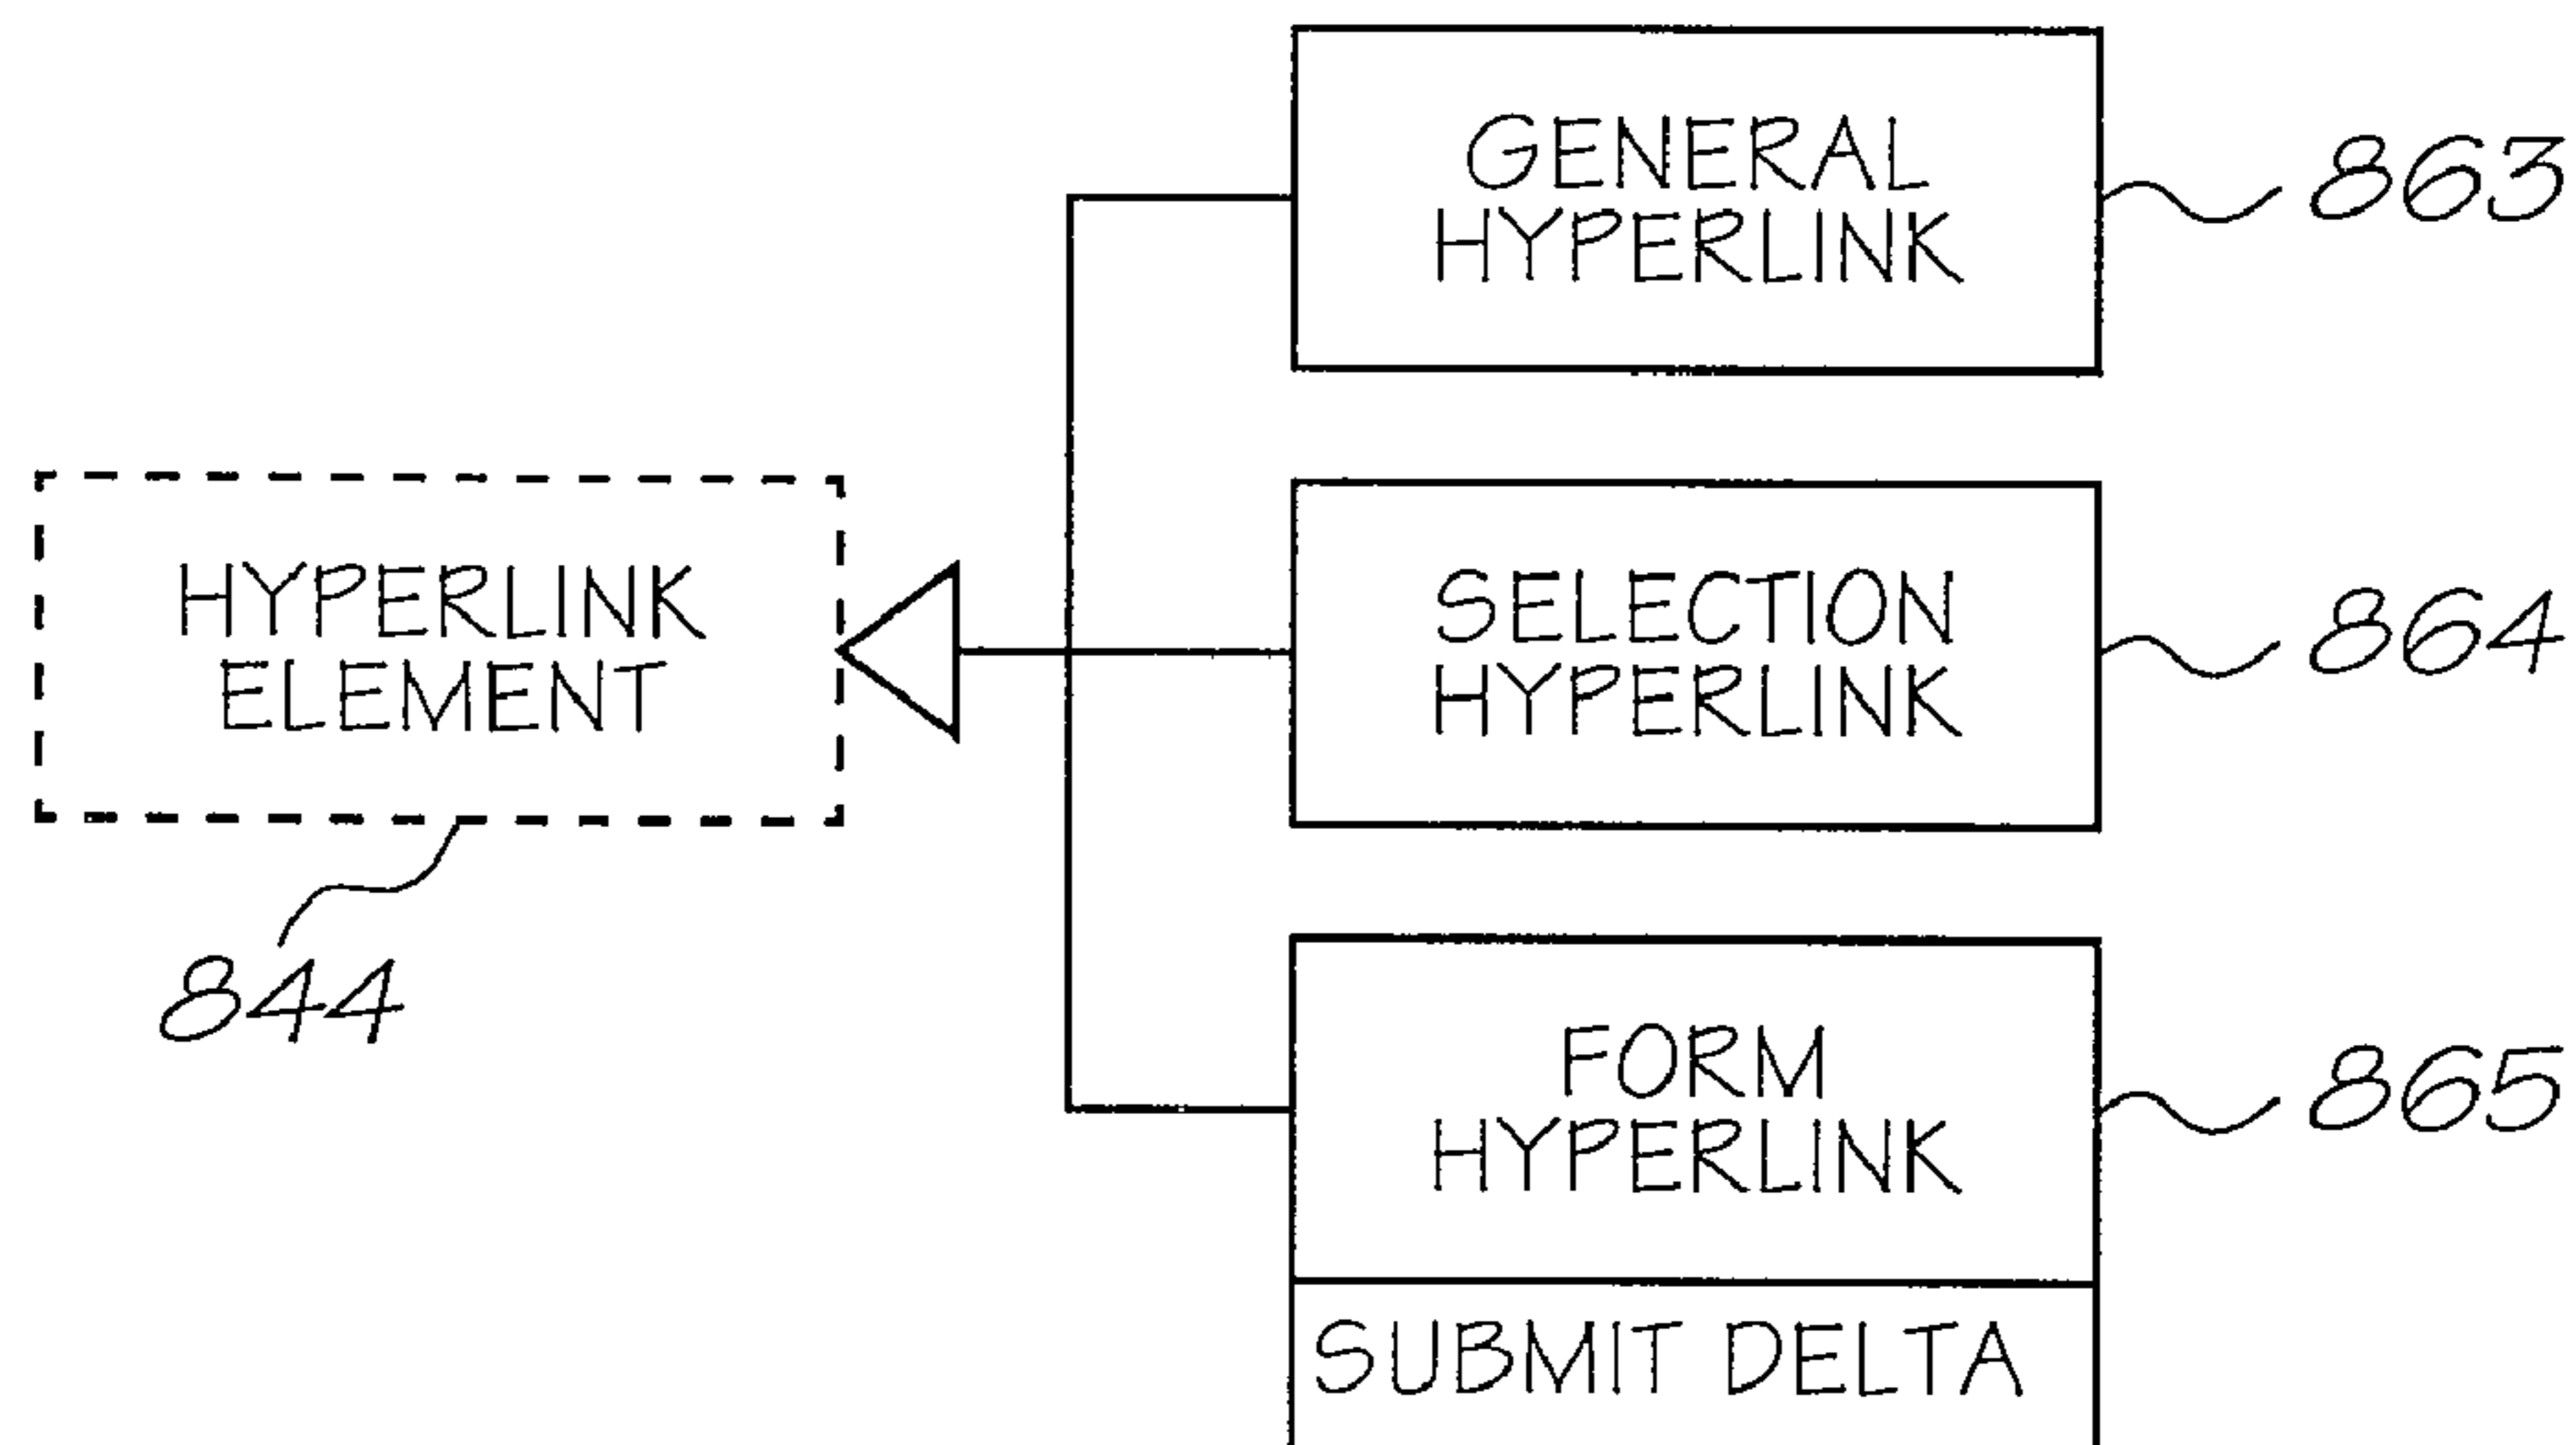 GENERAL
HYPERLINK
863
HYPERLINK
ELEMENT
844
SELECTION
HYPERLINK
864
FORM
HYPERLINK
865
SUBMIT DELTA